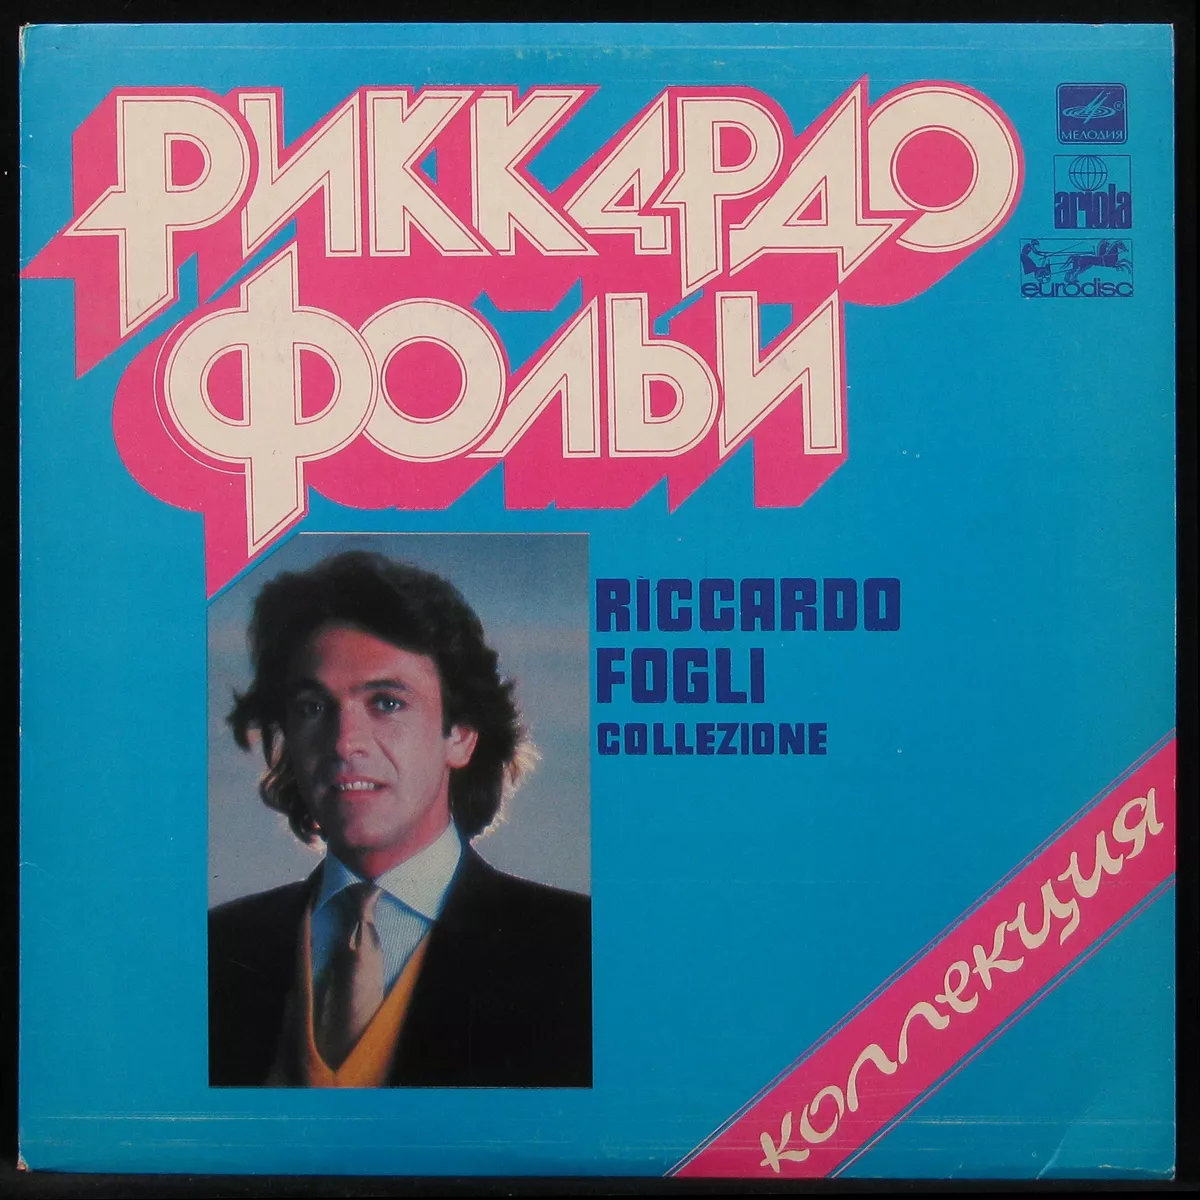 РИККАРДО
ФОЛЬИ
МЕЛОДИЯ
ariola
eurodisc
RICCARDO
FOGLI
COLLEZIONE
коллекция